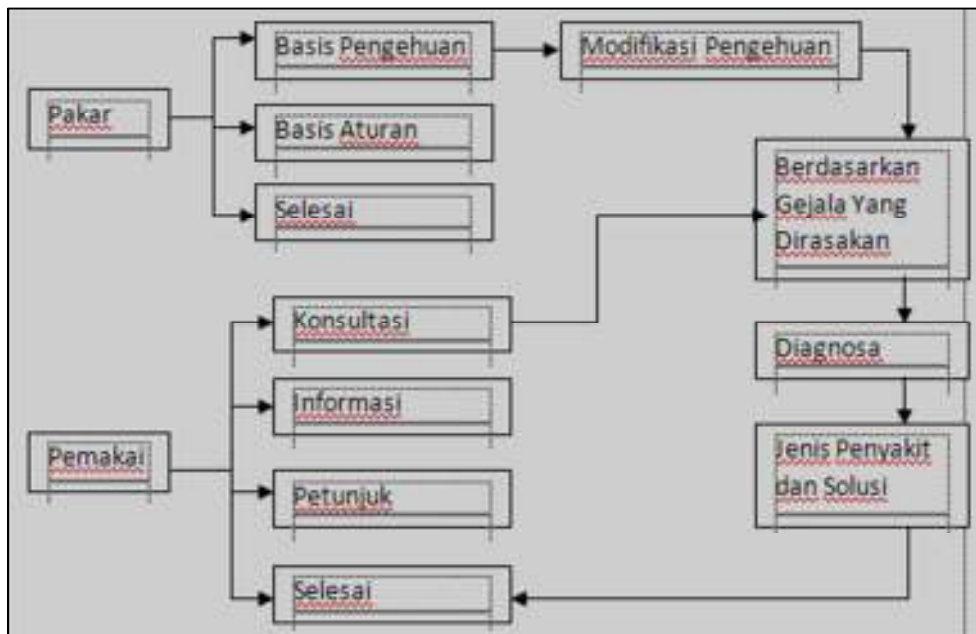 Basis Pengehuan
Modifikasi Pengehuan
Pakar
Basis Aturan
Selesai
Berdasarkan
Gejala Yang
Dirasakan
Konsultasi
Informasi
Pemakai
Petunjuk
Selesai
Diagnosa
Jenis Penyakit
dan Solusi